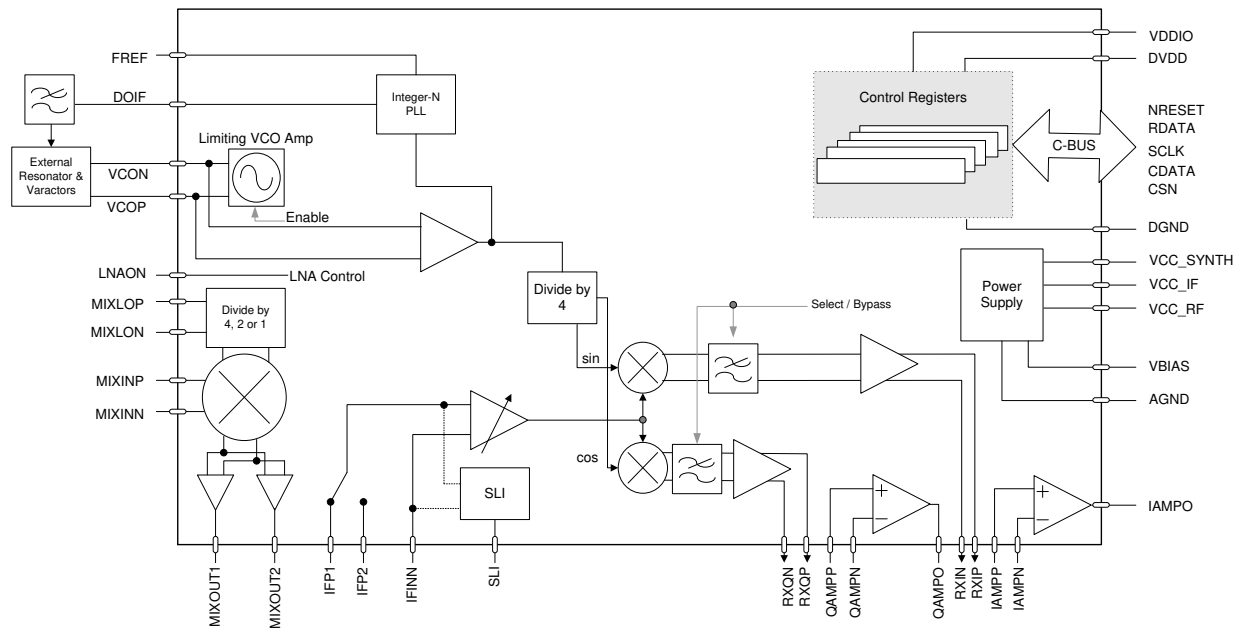 FREF
DOIF
Integer-N
PLL
Limiting VCO Amp
External
Resonator &
Varactors
VCON
VCOP
Enable
LNAON
LNA Control
MIXLOP
MIXLON
Divide by
4, 2 or 1
MIXINP
MIXINN
Divide by
4
sin
cos
Select / Bypass
SLI
Control Registers
C-BUS
Power
Supply
VDDIO
DVDD
NRESET
RDATA
SCLK
CDATA
CSN
DGND
VCC_SYNTH
VCC_IF
VCC_RF
VBIAS
AGND
IAMPO
MIXOUT1
MIXOUT2
IFP1
IFP2
IFINN
SLI
RXQN
RXQP
QAMPP
QAMPN
QAMPO
RXIN
RXIP
IAMPP
IAMPN